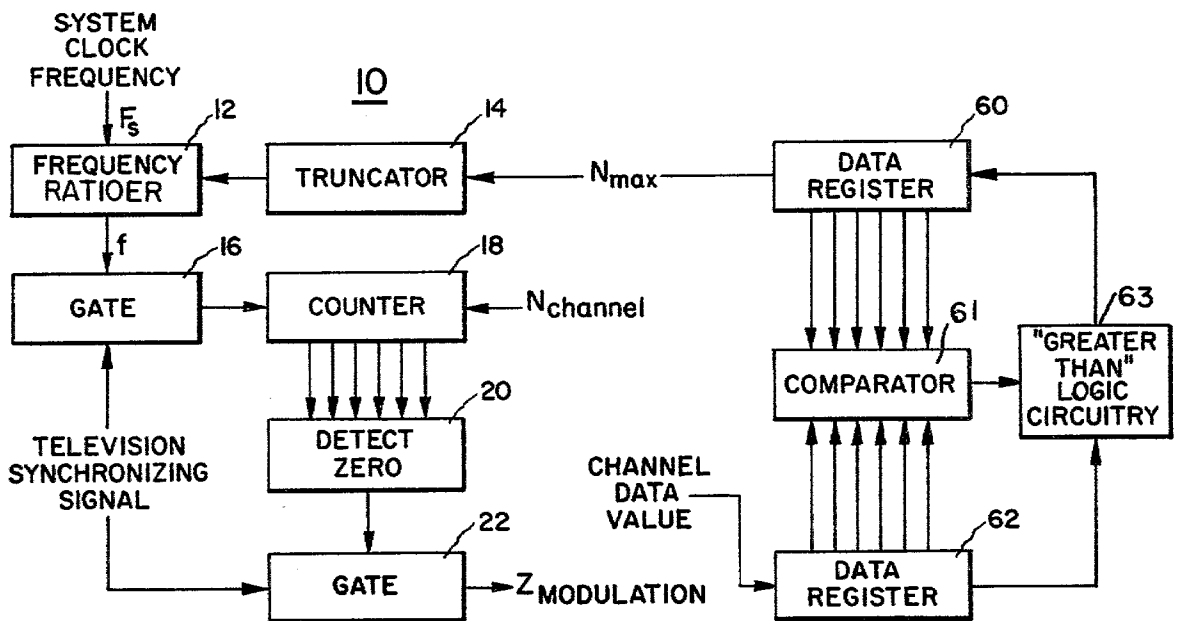 SYSTEM
CLOCK
FREQUENCY
10
Fs
12
FREQUENCY
RATIOER
14
TRUNCATOR
Nmax
60
DATA
REGISTER
f
16
GATE
18
COUNTER
Nchannel
61
COMPARATOR
63
"GREATER
THAN"
LOGIC
CIRCUITRY
20
DETECT
ZERO
TELEVISION
SYNCHRONIZING
SIGNAL
CHANNEL
DATA
VALUE
22
GATE
Z MODULATION
62
DATA
REGISTER